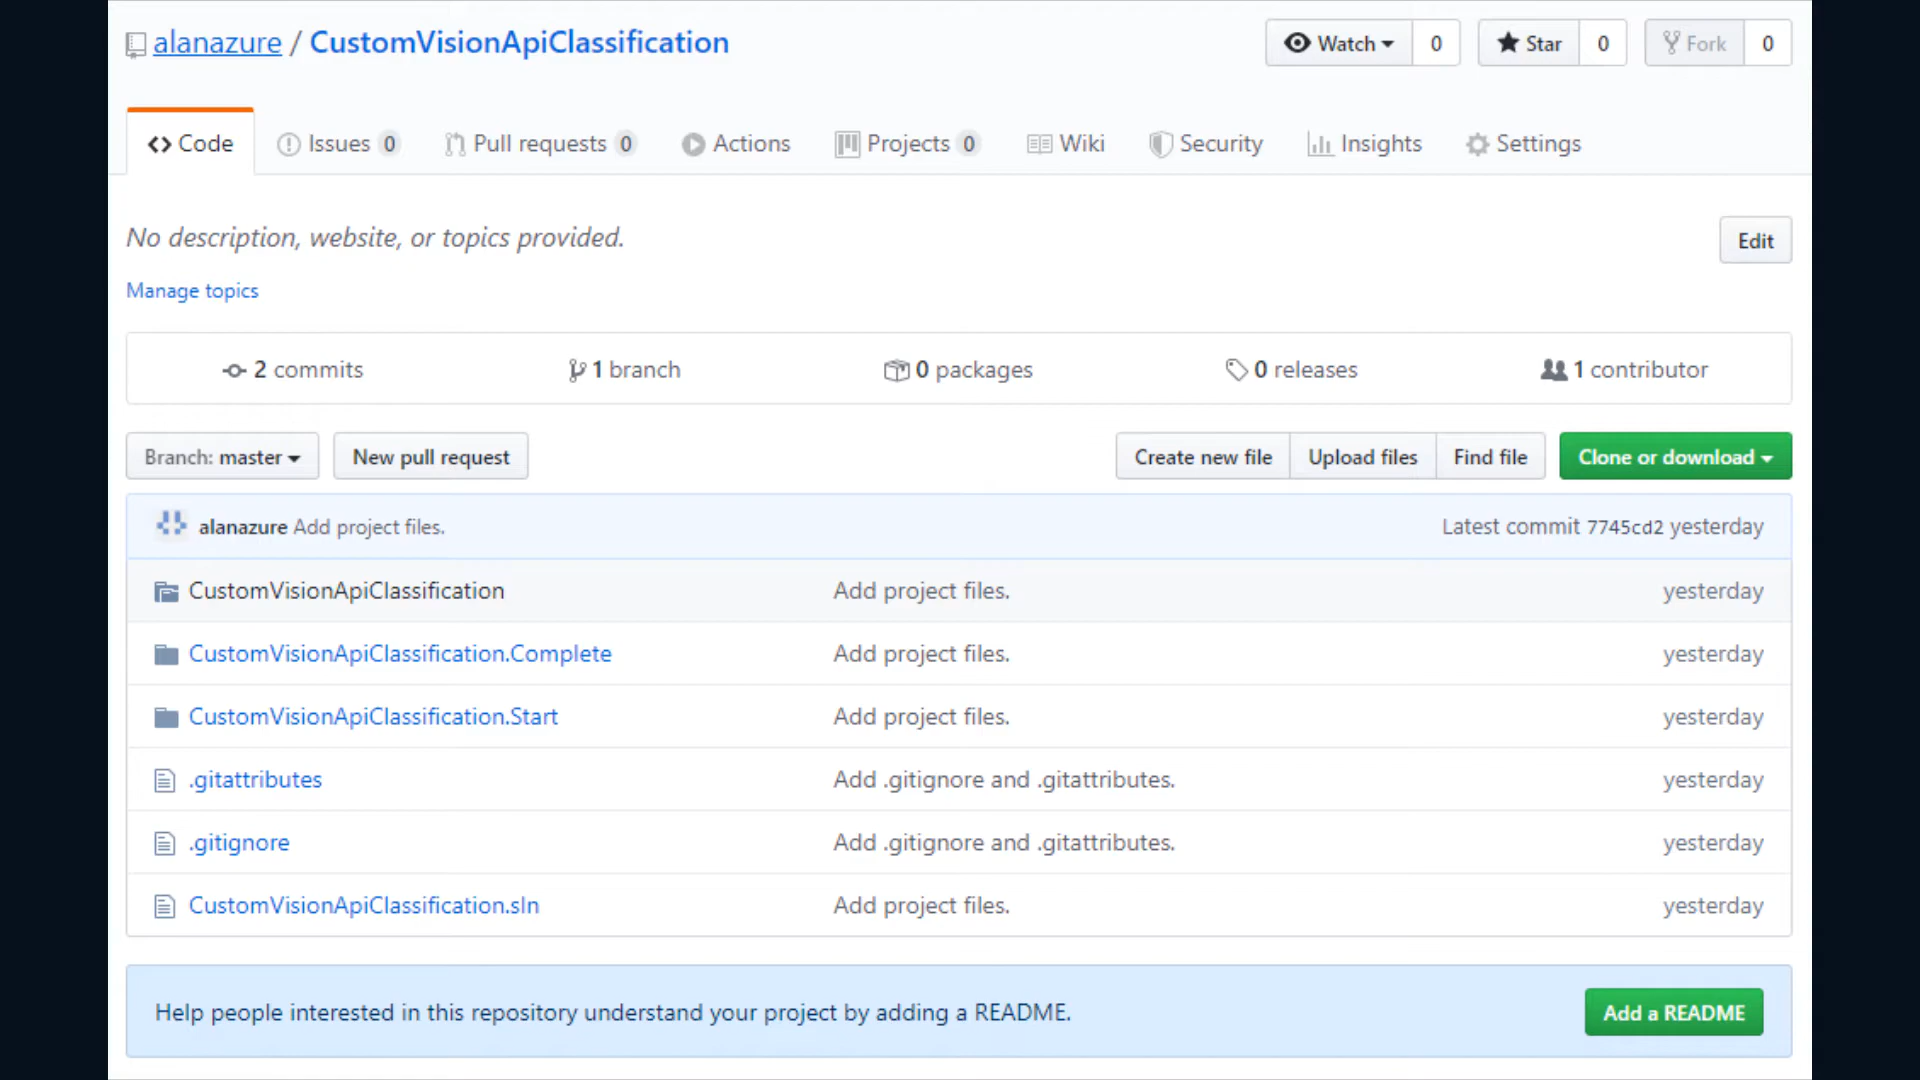 alanazure / CustomVisionApiClassification
Watch 0 Star 0 Fork 0
Code Issues 0 Pull requests 0 Actions Projects 0 Wiki Security Insights Settings
No description, website, or topics provided.
Edit
Manage topics
2 commits 1 branch 0 packages 0 releases 1 contributor
Branch: master New pull request Create new file Upload files Find file Clone or download
alanazure Add project files. Latest commit 7745cd2 yesterday
CustomVisionApiClassification Add project files. yesterday
CustomVisionApiClassification.Complete Add project files. yesterday
CustomVisionApiClassification.Start Add project files. yesterday
.gitattributes Add .gitignore and .gitattributes. yesterday
.gitignore Add .gitignore and .gitattributes. yesterday
CustomVisionApiClassification.sln Add project files. yesterday
Help people interested in this repository understand your project by adding a README. Add a README